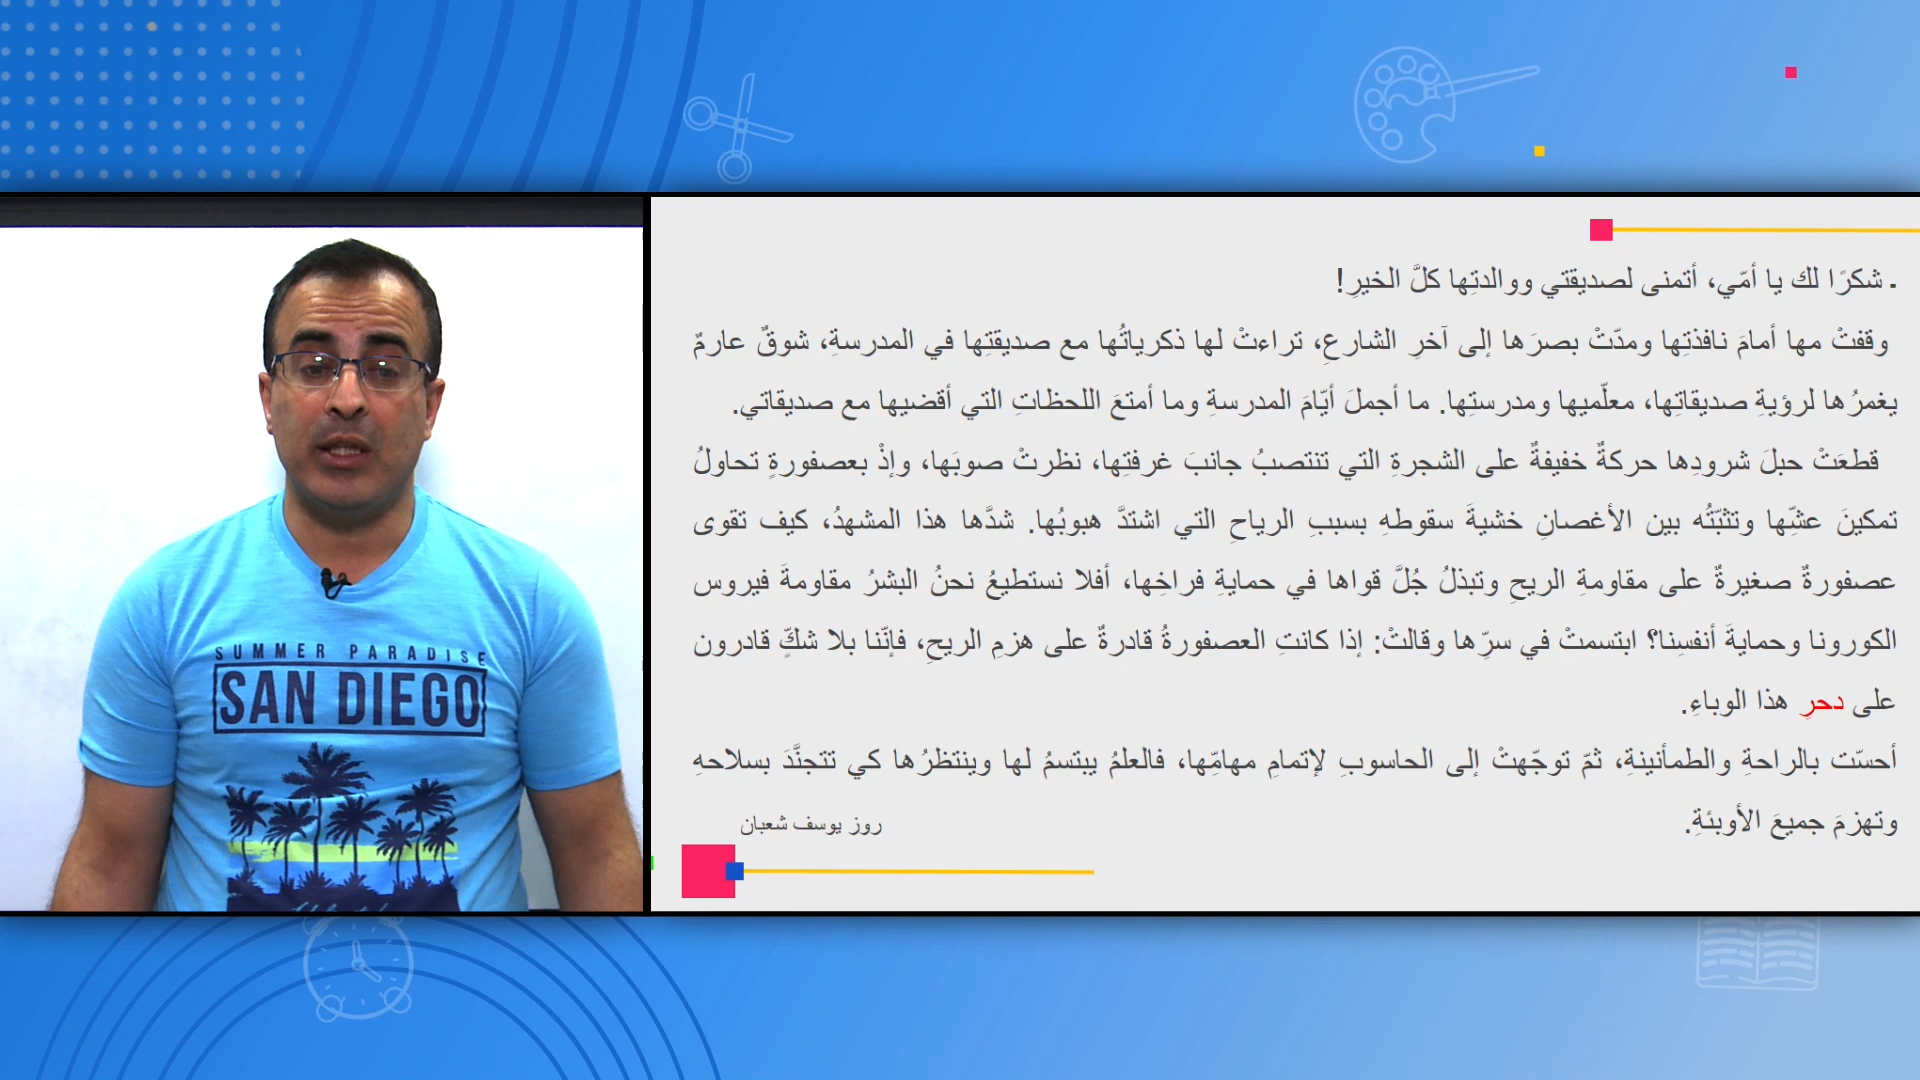 - شكرًا لك يا أمّي، أتمنى لصديقتي ووالدتِها كلَّ الخيرِ!
وقفتْ مها أمامَ نافذتِها ومدّتْ بصرَها إلى آخرِ الشارعِ، تراءتْ لها ذكرياتُها مع صديقتِها في المدرسةِ، شوقٌ عارمٌ
يغمرُها لرؤيةِ صديقاتِها، معلّميها ومدرستِها. ما أجملَ أيّامَ المدرسةِ وما أمتعَ اللحظاتِ التي أقضيها مع صديقاتي.
قطعَتْ حبلَ شرودِها حركةٌ خفيفةٌ على الشجرةِ التي تنتصبُ جانبَ غرفتِها، نظرتْ صوبَها، وإذْ بعصفورةٍ تحاولُ
تمكينَ عشِّها وتثبّتُه بين الأغصانِ خشيةَ سقوطهِ بسببِ الرياحِ التي اشتدَّ هبوبُها. شدَّها هذا المشهدُ، كيف تقوى
عصفورةٌ صغيرةٌ على مقاومةِ الريحِ وتبذلُ جُلَّ قواها في حمايةِ فراخِها، أفلا نستطيعُ نحنُ البشرُ مقاومةَ فيروس
الكورونا وحمايةَ أنفسِنا؟ ابتسمتْ في سرِّها وقالتْ: إذا كانتِ العصفورةُ قادرةٌ على هزمِ الريحِ، فإنّنا بلا شكٍّ قادرون
على دحرِ هذا الوباءِ.
أحسّت بالراحةِ والطمأنينةِ، ثمّ توجّهتْ إلى الحاسوبِ لإتمامِ مهامِّها، فالعلمُ يبتسمُ لها وينتظرُها كي تتجنَّدَ بسلاحهِ
وتهزمَ جميعَ الأوبئةِ.
روز يوسف شعبان
SUMMER PARADISE
SAN DIEGO